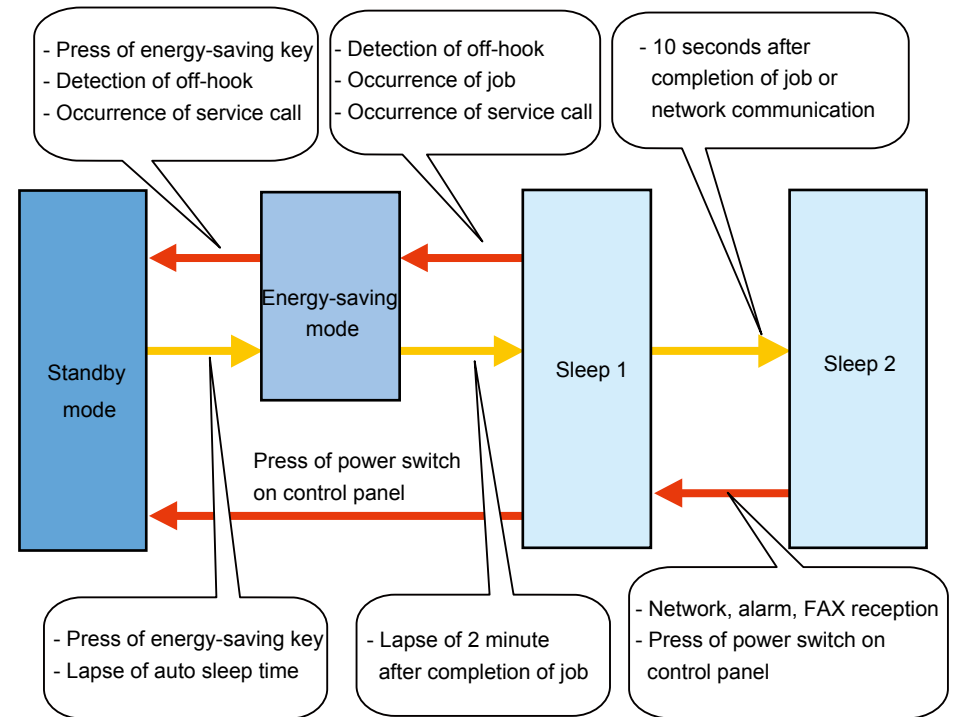 - Press of energy-saving key
- Detection of off-hook
- Occurrence of service call
- Detection of off-hook
- Occurrence of job
- Occurrence of service call
- 10 seconds after
completion of job or
network communication
Standby
mode
Energy-saving
mode
Sleep 1
Sleep 2
Press of power switch
on control panel
- Press of energy-saving key
- Lapse of auto sleep time
- Lapse of 2 minute
after completion of job
- Network, alarm, FAX reception
- Press of power switch on
control panel